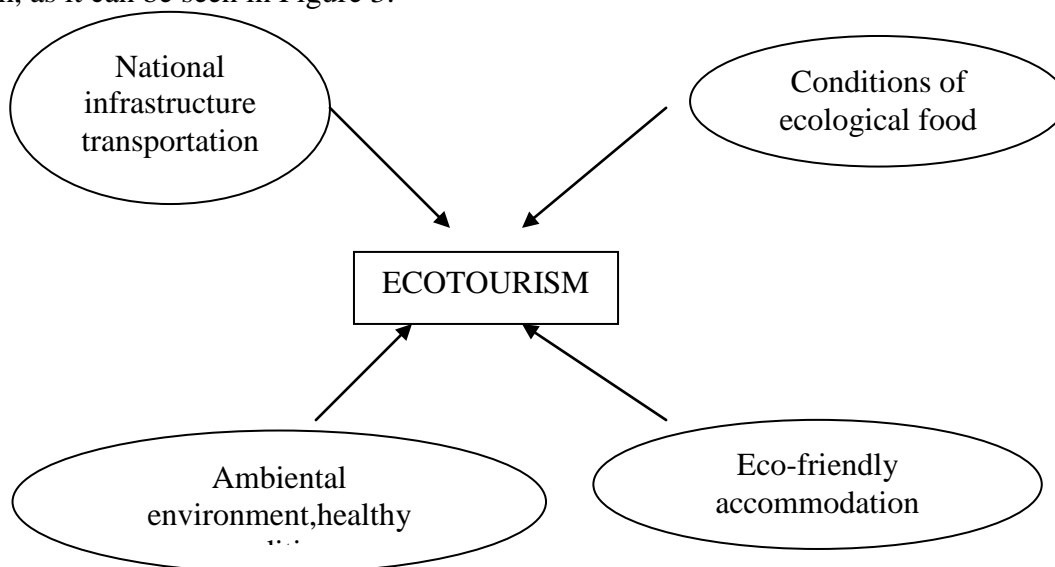 as it can be seen in Figure
National
infrastructure
transportation
Conditions of
ecological food
ECOTOURISM
Ambiental
environment,healthy
Eco-friendly
accommodation